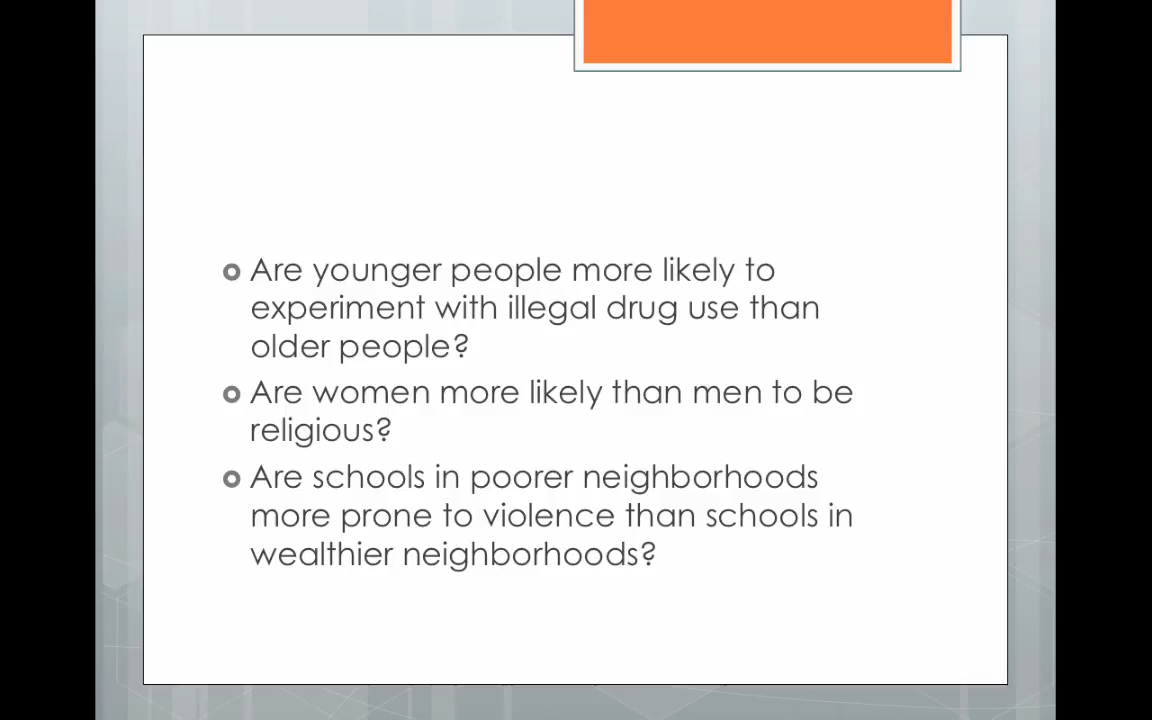 Are younger people more likely to
experiment with illegal drug use than
older people?
Are women more likely than men to be
religious?
Are schools in poorer neighborhoods
more prone to violence than schools in
wealthier neighborhoods?